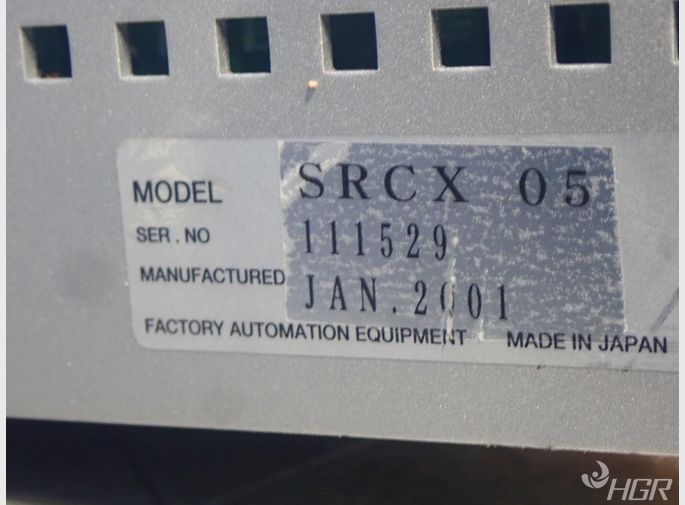 MODEL SRCX 05
SER . NO 111529
MANUFACTURED JAN. 2001
FACTORY AUTOMATION EQUIPMENT MADE IN JAPAN
HGR